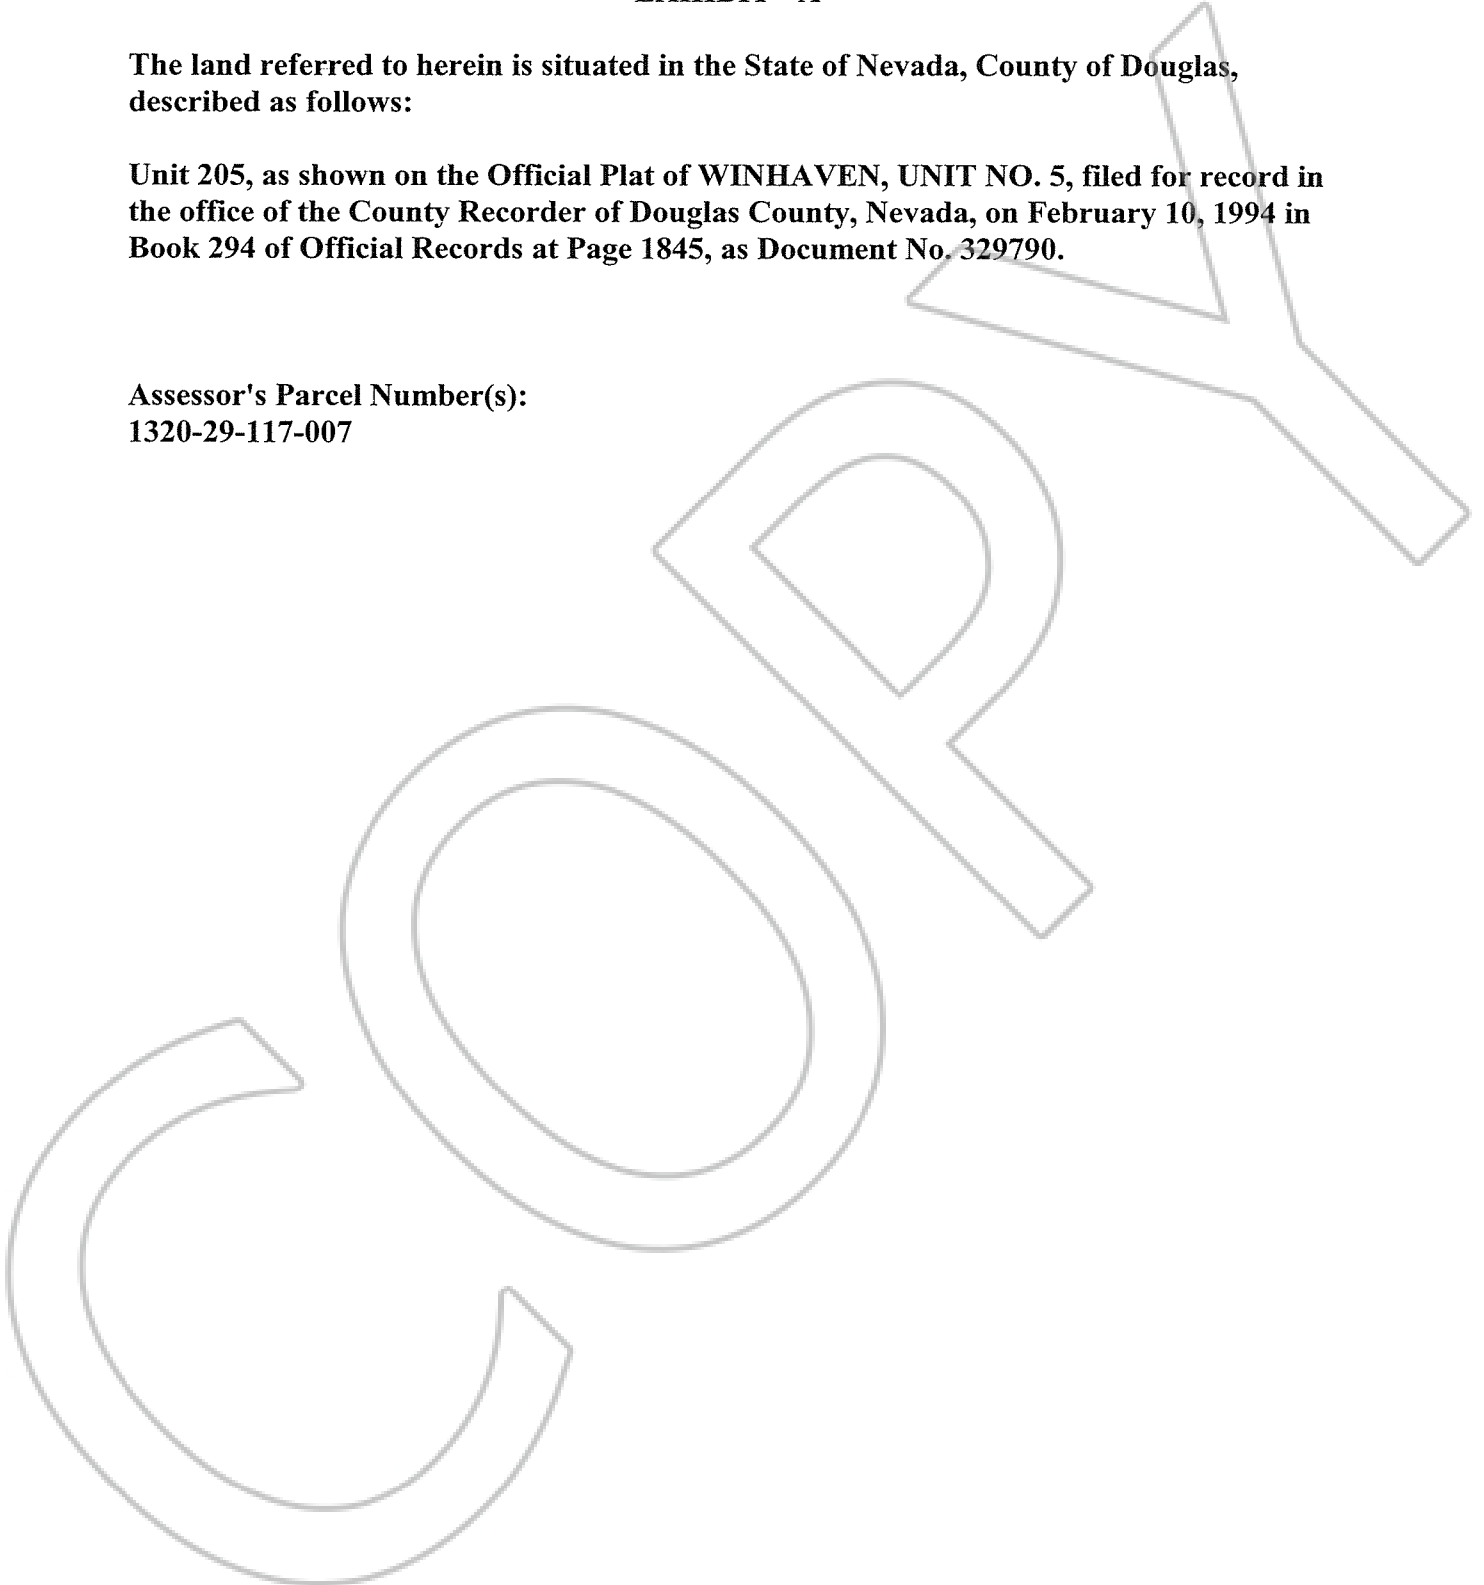 The land referred to herein is situated in the State of Nevada, County of Douglas,
described as follows:
Unit 205, as shown on the Official Plat of WINHAVEN, UNIT NO. 5, filed for record in
the office of the County Recorder of Douglas County, Nevada, on February 10, 1994 in
Book 294 of Official Records at Page 1845, as Document No. 329790.
Assessor's Parcel Number(s):
1320-29-117-007
COPY